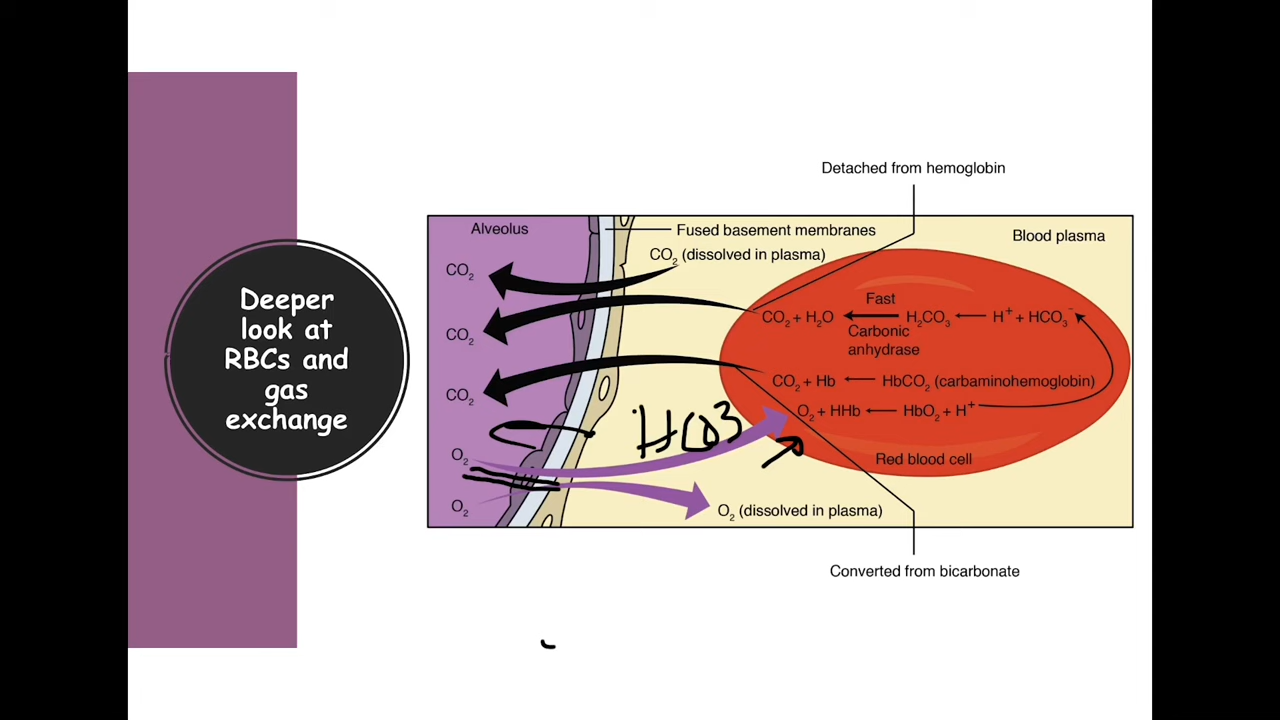 Deeper
look at
RBCs and
gas
exchange
Detached from hemoglobin
Alveolus
Fused basement membranes
Blood plasma
CO₂ (dissolved in plasma)
CO₂
CO₂
CO₂
O₂
O₂
Fast
CO₂ + H₂O ← H₂CO₃ ← H⁺ + HCO₃⁻
Carbonic
anhydrase
CO₂ + Hb ← HbCO₂ (carbaminohemoglobin)
O₂ + HHb ← HbO₂ + H⁺
HCO3
Red blood cell
O₂ (dissolved in plasma)
Converted from bicarbonate